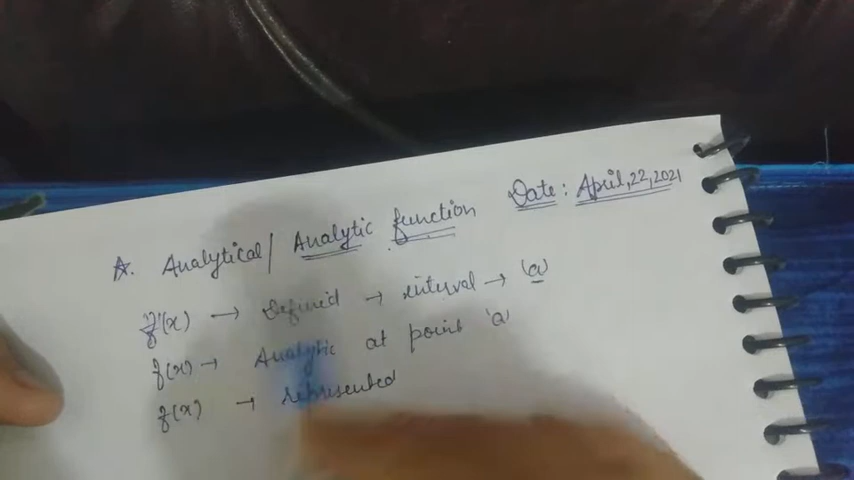 Date: April, 22, 2021
☆. Analytical/ Analytic function
'f'(x) → Defined → interval → 'a'
f(x) → Analytic at point 'a'
f(x) → represented